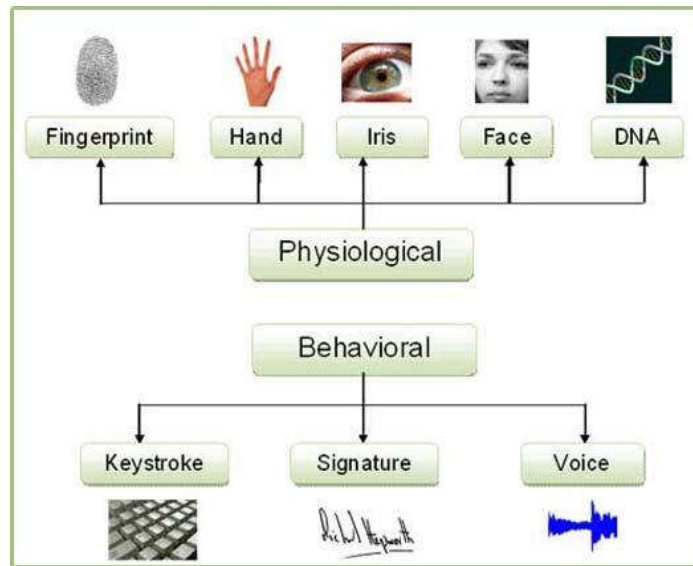 Fingerprint
Hand
Iris
Face
DNA
Physiological
Behavioral
Keystroke
Signature
Voice